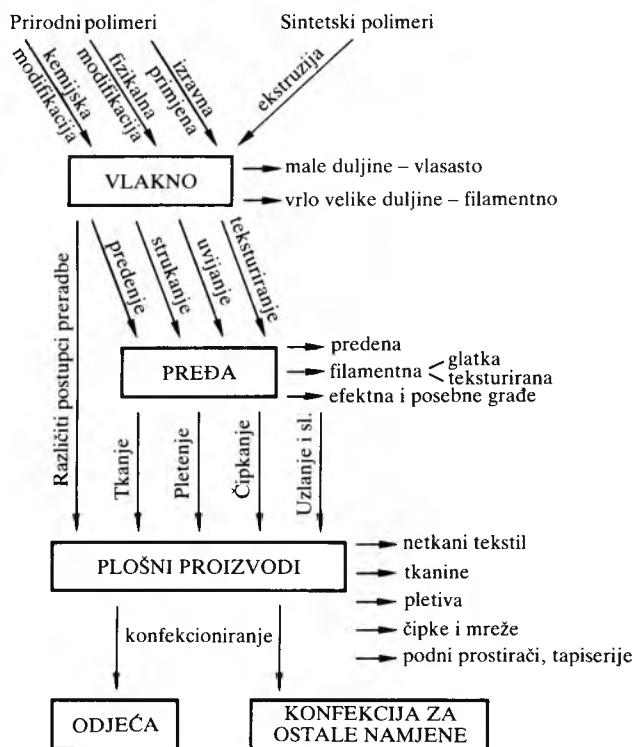 Prirodni polimeri
Sintetski polimeri
kemijska
modifikacija
fizikalna
modifikacija
izravna
primjena
ekstruzija
VLAKNO
male duljine – vlasasto
vrlo velike duljine – filamentno
Različiti postupci preradbe
predenje
strukanje
uvijanje
teksturiranje
PREĐA
predena
filamentna
glatka
teksturirana
efektna i posebne građe
Tkanje
Pletenje
Čipkanje
Uzlanje i sl.
PLOŠNI PROIZVODI
netkani tekstil
tkanine
pletiva
čipke i mreže
podni prostirači, tapiserije
konfekcioniranje
ODJEĆA
KONFEKCIJA ZA
OSTALE NAMJENE